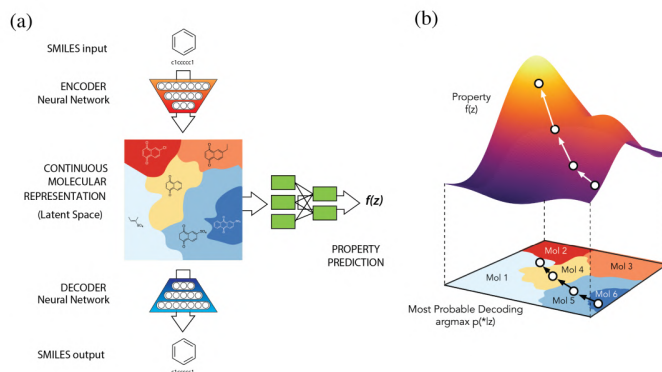 (a)
SMILES input
c1ccccc1
ENCODER
Neural Network
CONTINUOUS
MOLECULAR
REPRESENTATION
(Latent Space)
f(z)
PROPERTY
PREDICTION
DECODER
Neural Network
SMILES output
c1ccccc1
(b)
Property
f(z)
Mol 1
Mol 2
Mol 3
Mol 4
Mol 5
Mol 6
Most Probable Decoding
argmax p(*|z)